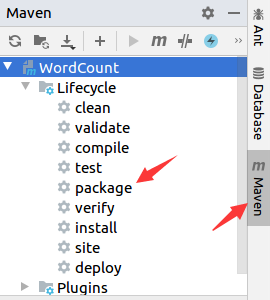 Maven
WordCount
Lifecycle
clean
validate
compile
test
package
verify
install
site
deploy
Plugins
Ant
Database
m Maven